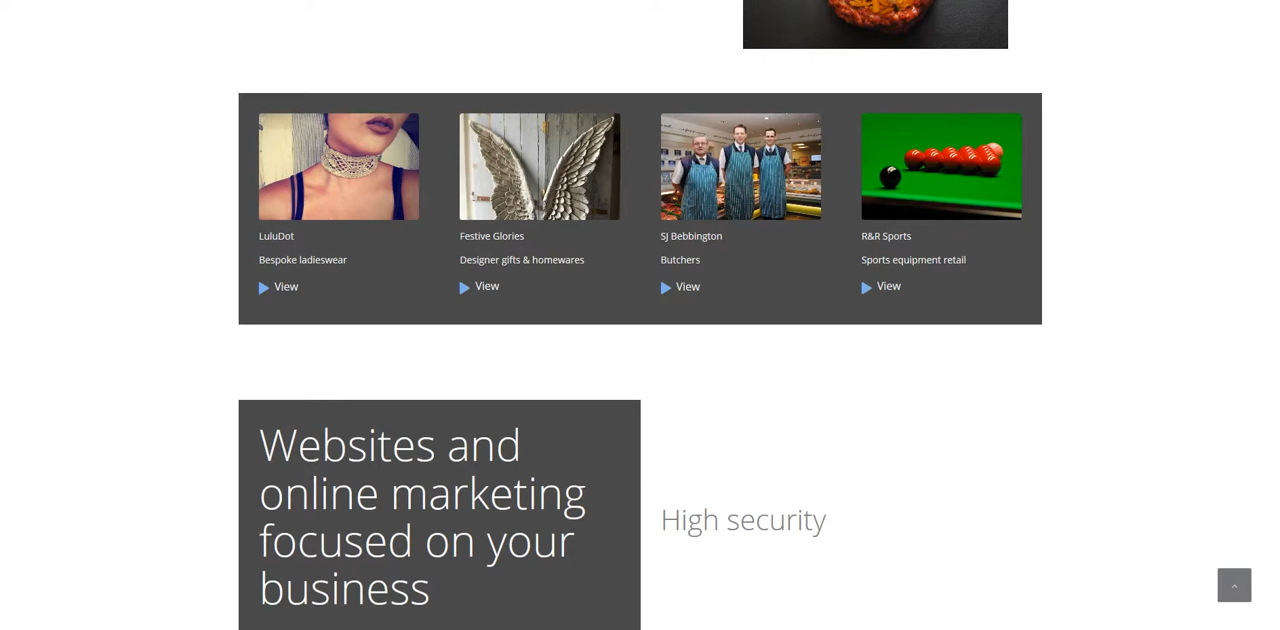 LuluDot
Bespoke ladieswear
View
Festive Glories
Designer gifts & homewares
View
SJ Bebbington
Butchers
View
R&R Sports
Sports equipment retail
View
Websites and
online marketing
focused on your
business
High security